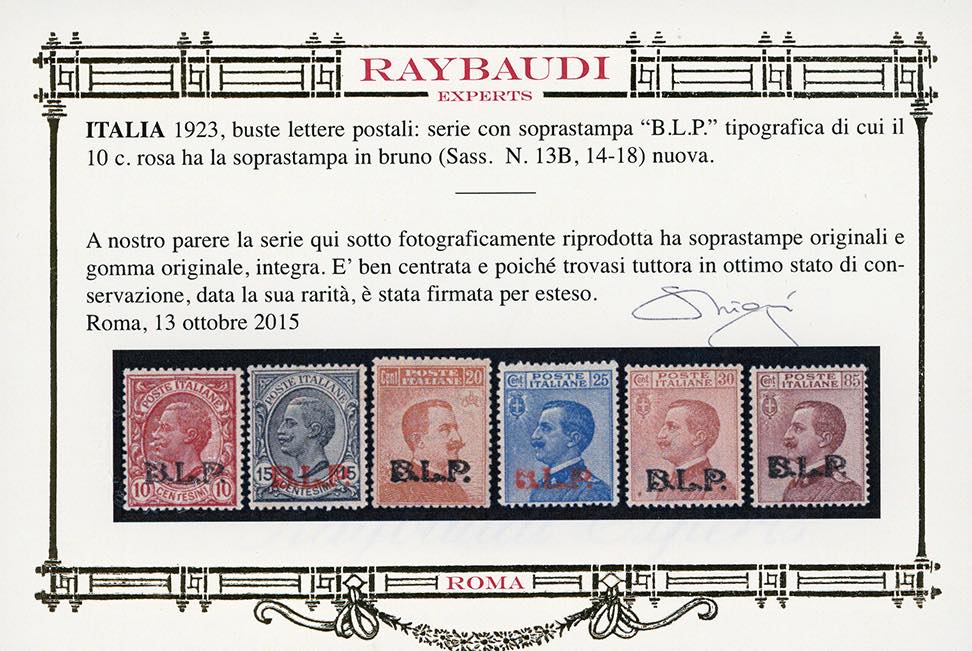 RAYBAUDI
EXPERTS
ITALIA 1923, buste lettere postali: serie con soprastampa “B.L.P.” tipografica di cui il
10 c. rosa ha la soprastampa in bruno (Sass. N. 13B, 14-18) nuova.
A nostro parere la serie qui sotto fotograficamente riprodotta ha soprastampe originali e
gomma originale, integra. E’ ben centrata e poiché trovasi tuttora in ottimo stato di con-
servazione, data la sua rarità, è stata firmata per esteso.
Roma, 13 ottobre 2015
POSTE ITALIANE
B.L.P.
10 CENTESIMI 10
POSTE ITALIANE
B.L.P.
15 15
CENTESIMI
Cent POSTE ITALIANE 20
B.L.P.
Cent POSTE ITALIANE 25
B.L.P.
Cent POSTE ITALIANE 30
B.L.P.
Cent POSTE ITALIANE 85
B.L.P.
ROMA